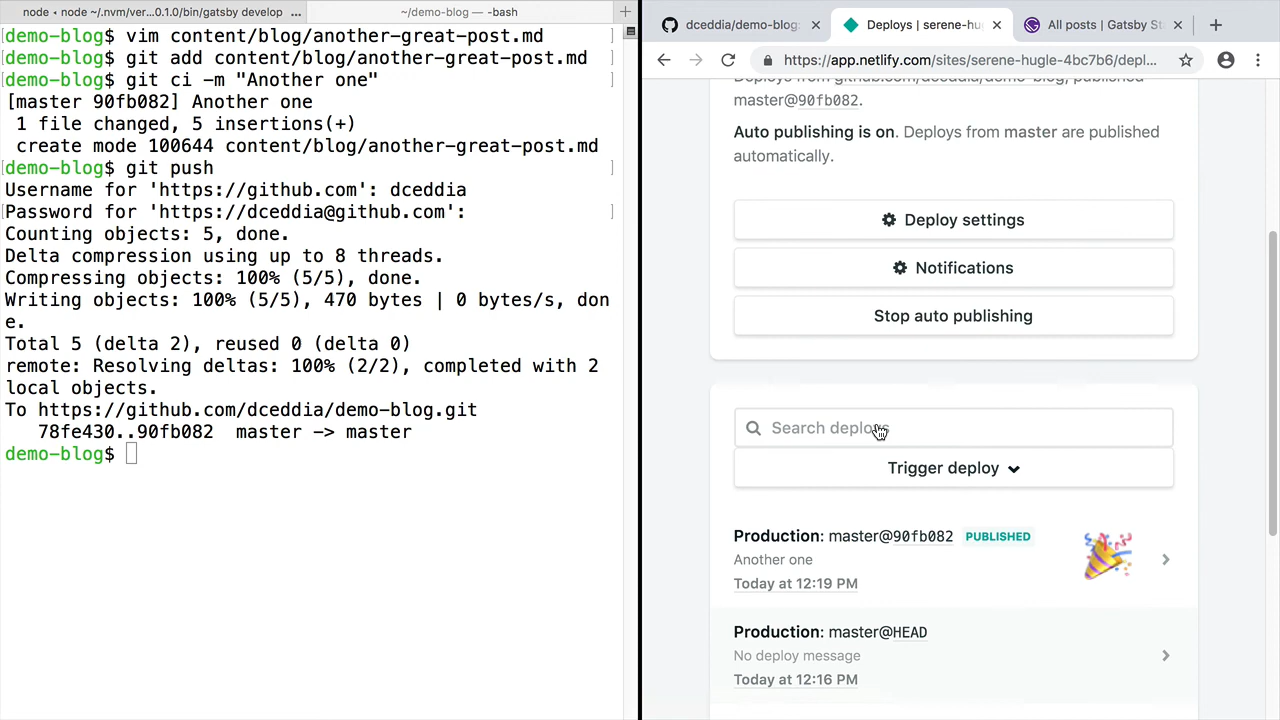 node ◂ node ~/.nvm/ver…0.1.0/bin/gatsby develop …
~/demo-blog — -bash
demo-blog$ vim content/blog/another-great-post.md
demo-blog$ git add content/blog/another-great-post.md
demo-blog$ git ci -m "Another one"
[master 90fb082] Another one
1 file changed, 5 insertions(+)
create mode 100644 content/blog/another-great-post.md
demo-blog$ git push
Username for 'https://github.com': dceddia
Password for 'https://dceddia@github.com':
Counting objects: 5, done.
Delta compression using up to 8 threads.
Compressing objects: 100% (5/5), done.
Writing objects: 100% (5/5), 470 bytes | 0 bytes/s, don
e.
Total 5 (delta 2), reused 0 (delta 0)
remote: Resolving deltas: 100% (2/2), completed with 2
local objects.
To https://github.com/dceddia/demo-blog.git
78fe430..90fb082  master -> master
demo-blog$
dceddia/demo-blog:
Deploys | serene-hu
All posts | Gatsby St
https://app.netlify.com/sites/serene-hugle-4bc7b6/depl...
Deploys from github.com/dceddia/demo-blog, published
master@90fb082.
Auto publishing is on. Deploys from master are published
automatically.
Deploy settings
Notifications
Stop auto publishing
Search deploys
Trigger deploy
Production: master@90fb082 PUBLISHED
Another one
Today at 12:19 PM
Production: master@HEAD
No deploy message
Today at 12:16 PM